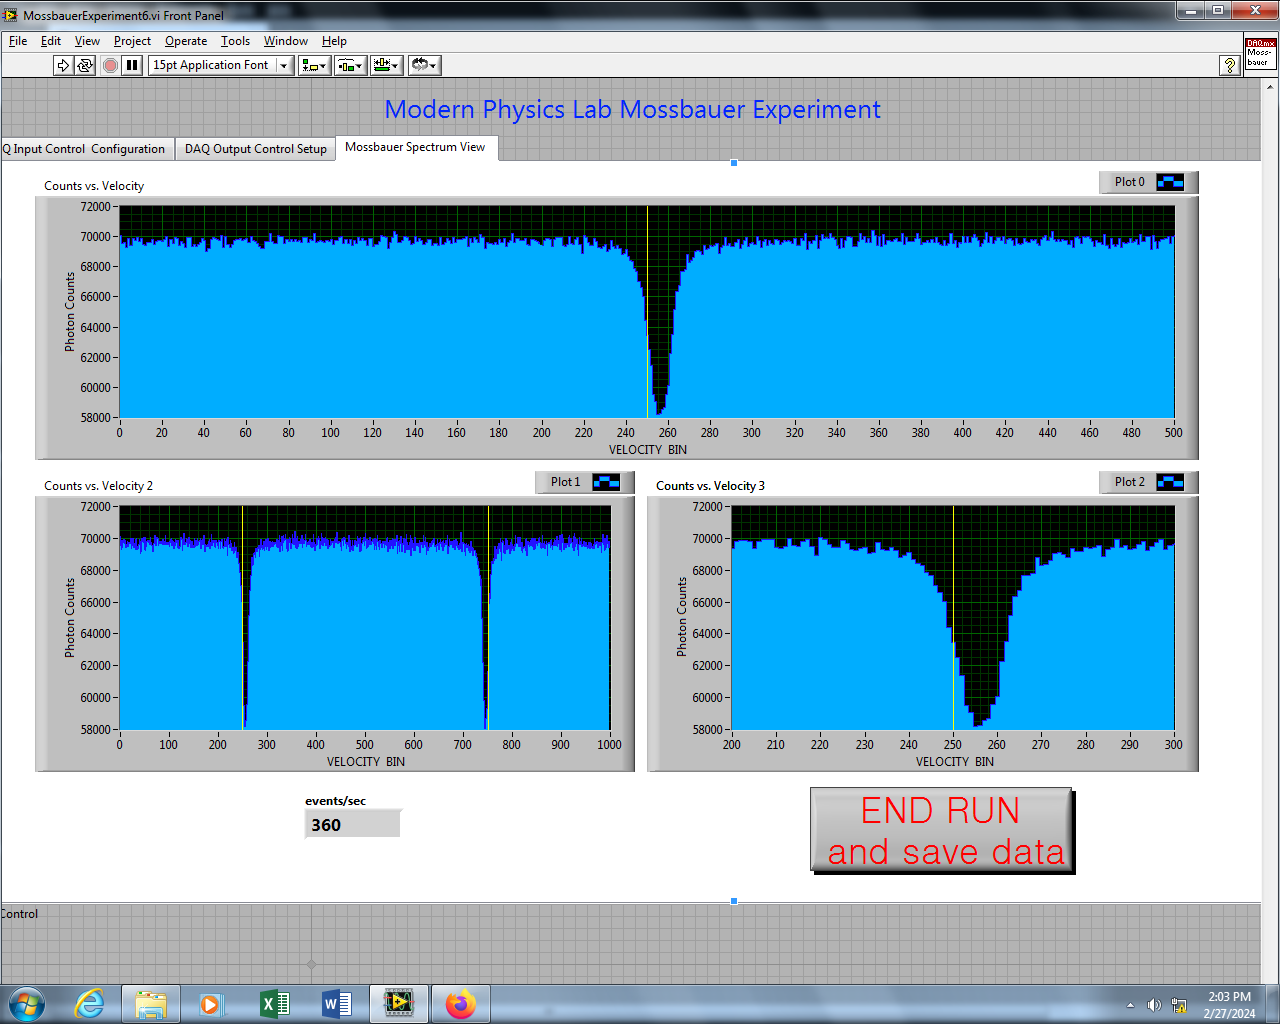 MossbauerExperiment6.vi Front Panel
File Edit View Project Operate Tools Window Help
15pt Application Font
?
DAQmx
Moss-
bauer
Modern Physics Lab Mossbauer Experiment
Q Input Control Configuration DAQ Output Control Setup Mossbauer Spectrum View
Counts vs. Velocity Plot 0
72000
70000
68000
66000
64000
62000
60000
58000
Photon Counts
0 20 40 60 80 100 120 140 160 180 200 220 240 260 280 300 320 340 360 380 400 420 440 460 480 500
VELOCITY BIN
Counts vs. Velocity 2 Plot 1
72000
70000
68000
66000
64000
62000
60000
58000
Photon Counts
0 100 200 300 400 500 600 700 800 900 1000
VELOCITY BIN
Counts vs. Velocity 3 Plot 2
72000
70000
68000
66000
64000
62000
60000
58000
Photon Counts
200 210 220 230 240 250 260 270 280 290 300
VELOCITY BIN
events/sec
360
END RUN
and save data
Control
2:03 PM
2/27/2024